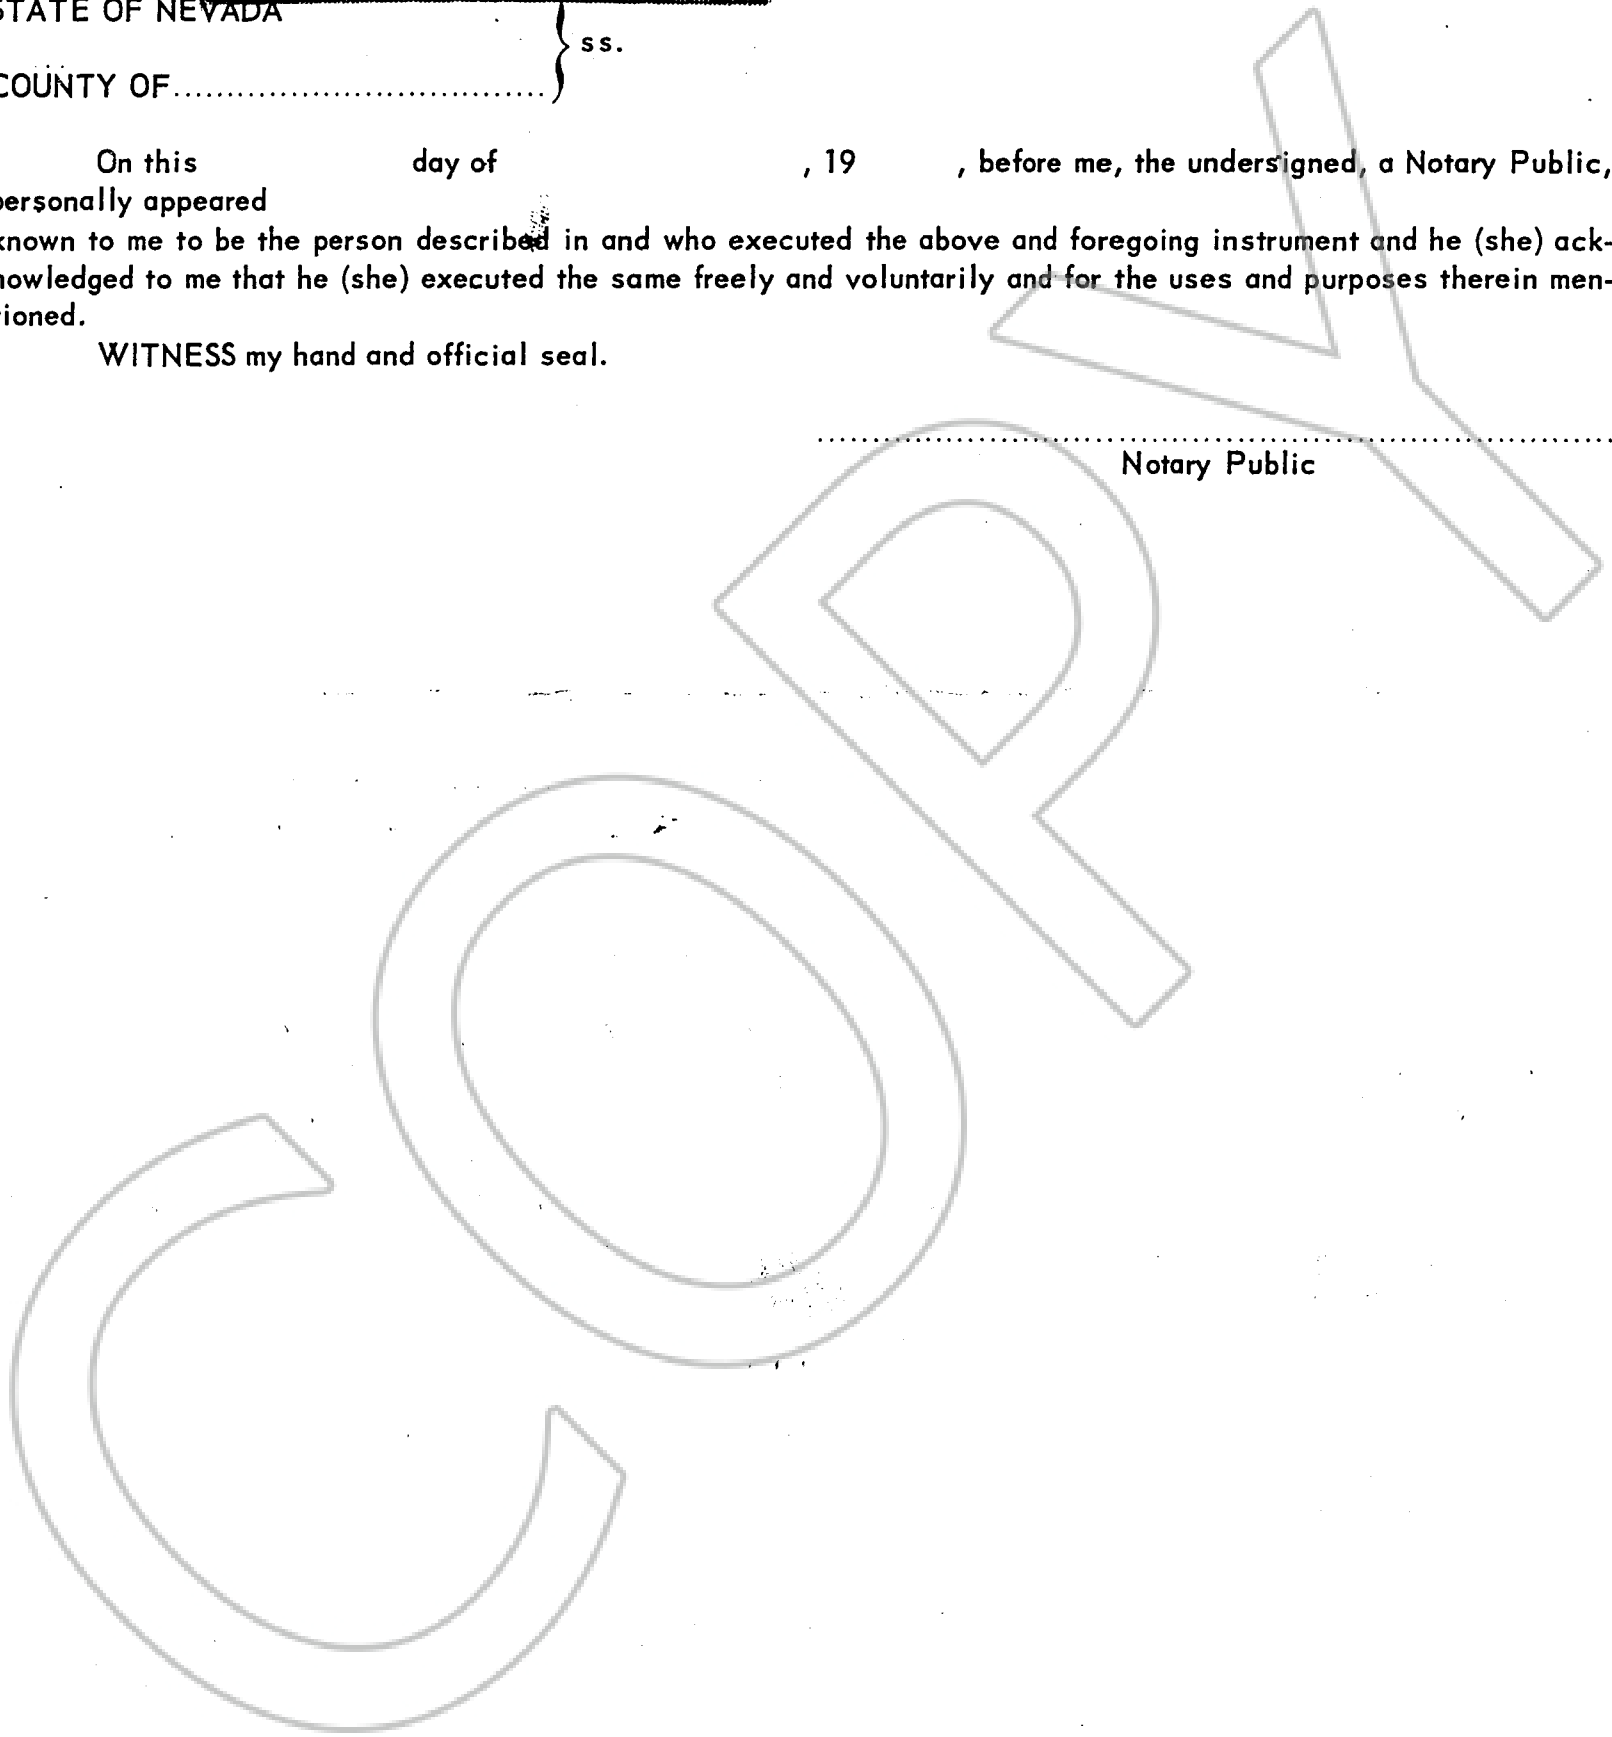 STATE OF NEVADA
ss.
COUNTY OF..................................
On this day of , 19 , before me, the undersigned, a Notary Public,
personally appeared
known to me to be the person described in and who executed the above and foregoing instrument and he (she) ack-
nowledged to me that he (she) executed the same freely and voluntarily and for the uses and purposes therein men-
tioned.
WITNESS my hand and official seal.
Notary Public
COPY